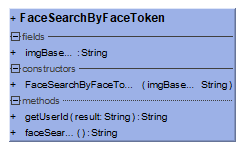 + FaceSearchByFaceToken
fields
+ imgBase... : String
constructors
+ FaceSearchByFaceTo... ( imgBase... String)
methods
+ getUserId ( result: String) : String
+ faceSear... () : String